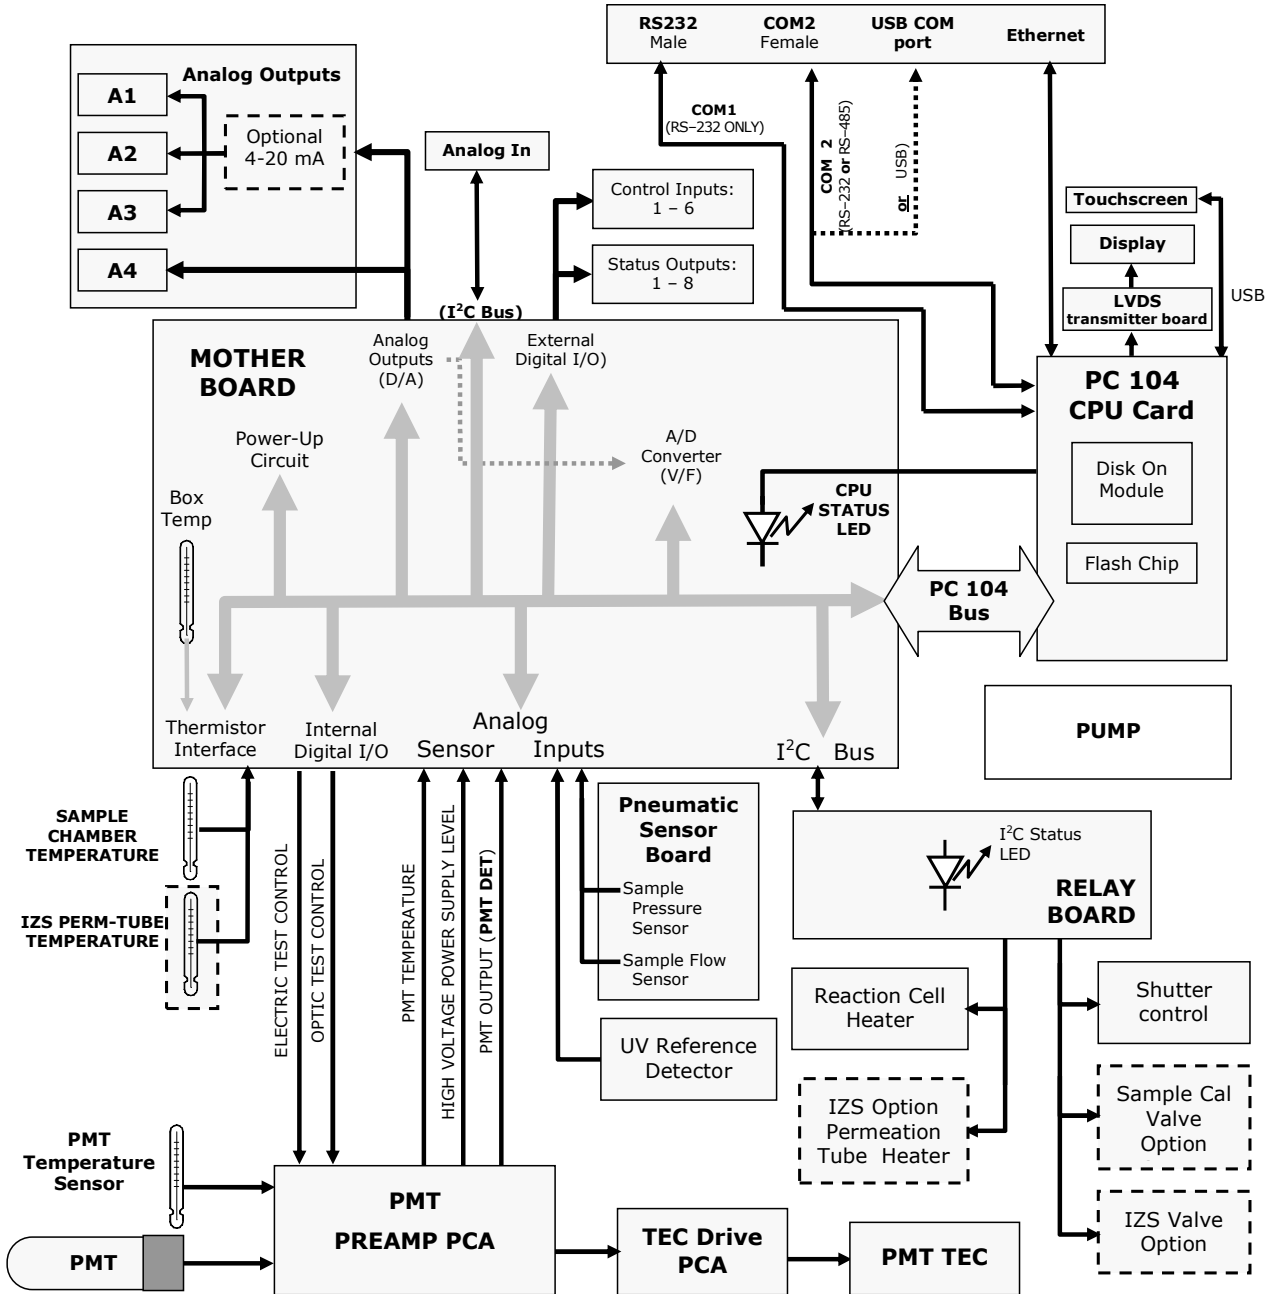 RS232
Male
COM2
Female
USB COM
port
Ethernet
Analog Outputs
A1
A2
A3
A4
Optional
4-20 mA
Analog In
COM1
(RS–232 ONLY)
COM 2
(RS–232 or RS–485)
or USB)
Control Inputs:
1 – 6
Status Outputs:
1 – 8
Touchscreen
Display
LVDS
transmitter board
USB
(I²C Bus)
MOTHER
BOARD
Analog
Outputs
(D/A)
External
Digital I/O)
Power-Up
Circuit
A/D
Converter
(V/F)
Box
Temp
CPU
STATUS
LED
PC 104
CPU Card
Disk On
Module
Flash Chip
PC 104
Bus
Thermistor
Interface
Internal
Digital I/O
Analog
Sensor Inputs
I²C Bus
PUMP
SAMPLE
CHAMBER
TEMPERATURE
IZS PERM-TUBE
TEMPERATURE
ELECTRIC TEST CONTROL
OPTIC TEST CONTROL
PMT TEMPERATURE
HIGH VOLTAGE POWER SUPPLY LEVEL
PMT OUTPUT (PMT DET)
Pneumatic
Sensor
Board
Sample
Pressure
Sensor
Sample Flow
Sensor
UV Reference
Detector
I²C Status
LED
RELAY
BOARD
Reaction Cell
Heater
IZS Option
Permeation
Tube Heater
Shutter
control
Sample Cal
Valve
Option
IZS Valve
Option
PMT
Temperature
Sensor
PMT
PMT
PREAMP PCA
TEC Drive
PCA
PMT TEC